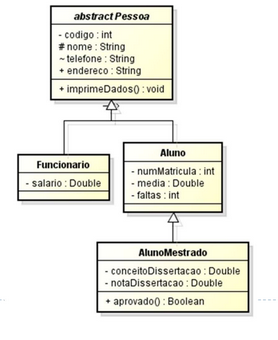 abstract Pessoa
- codigo : int
# nome : String
~ telefone : String
+ endereco : String
+ imprimeDados() : void
Funcionario
- salario : Double
Aluno
- numMatricula : int
- media : Double
- faltas : int
AlunoMestrado
- conceitoDissertacao : Double
- notaDissertacao : Double
+ aprovado() : Boolean